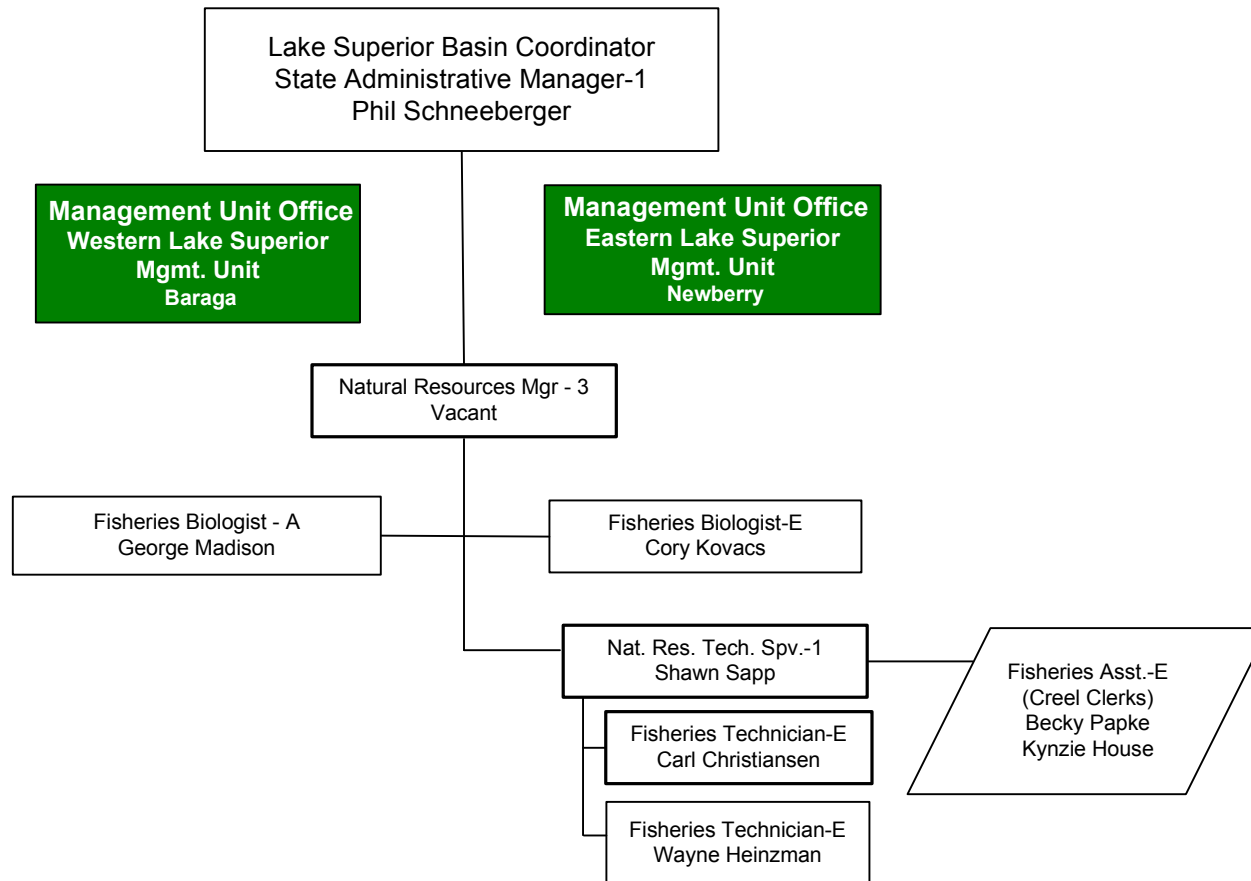 Lake Superior Basin Coordinator
State Administrative Manager-1
Phil Schneeberger
Management Unit Office
Western Lake Superior
Mgmt. Unit
Baraga
Management Unit Office
Eastern Lake Superior
Mgmt. Unit
Newberry
Natural Resources Mgr - 3
Vacant
Fisheries Biologist - A
George Madison
Fisheries Biologist-E
Cory Kovacs
Nat. Res. Tech. Spv.-1
Shawn Sapp
Fisheries Asst.-E
(Creel Clerks)
Becky Papke
Kynzie House
Fisheries Technician-E
Carl Christiansen
Fisheries Technician-E
Wayne Heinzman